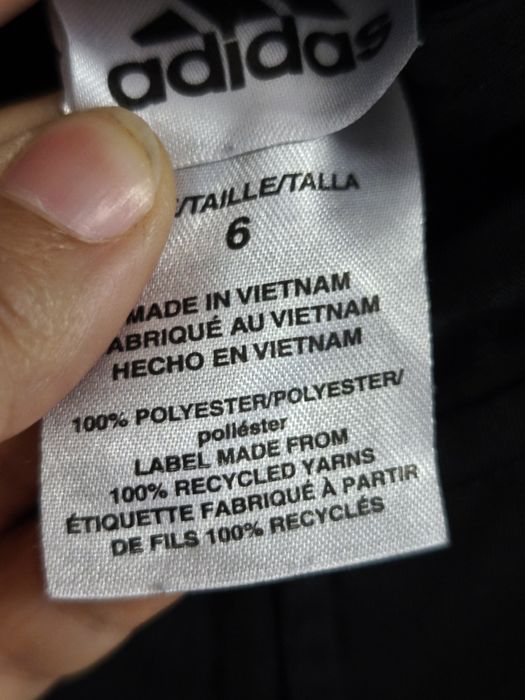 adidas
/TAILLE/TALLA
6
MADE IN VIETNAM
ABRIQUÉ AU VIETNAM
HECHO EN VIETNAM
100% POLYESTER/POLYESTER/
poliéster
LABEL MADE FROM
100% RECYCLED YARNS
ÉTIQUETTE FABRIQUÉ À PARTIR
DE FILS 100% RECYCLÉS